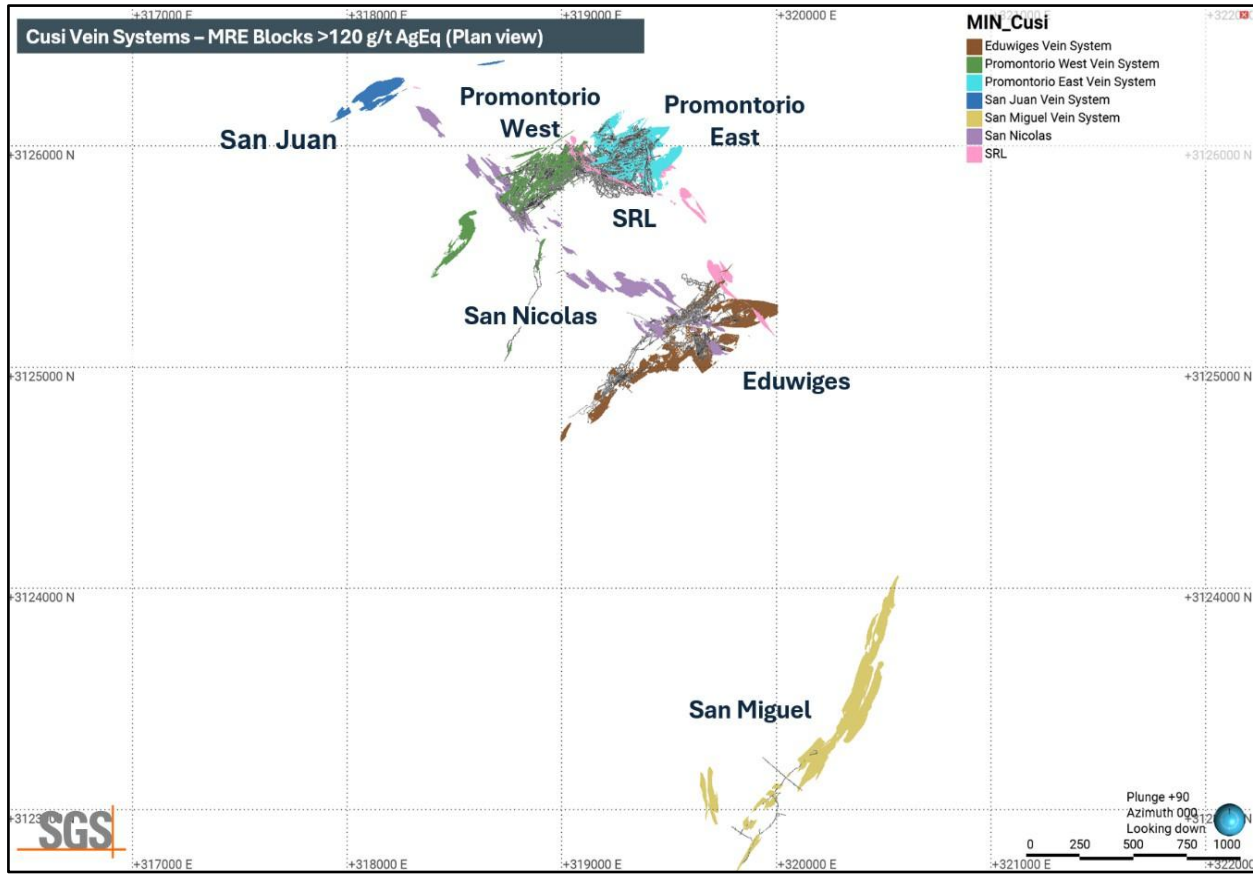 +317000 E
+318000 E
+319000 E
+320000 E
+322000
Cusi Vein Systems – MRE Blocks >120 g/t AgEq (Plan view)
MIN_Cusi
Eduwiges Vein System
Promontorio West Vein System
Promontorio East Vein System
San Juan Vein System
San Miguel Vein System
San Nicolas
SRL
Promontorio
West
Promontorio
East
San Juan
+3126000 N
+3126000 N
SRL
San Nicolas
+3125000 N
+3125000 N
Eduwiges
+3124000 N
+3124000 N
San Miguel
Plunge +90
Azimuth 000
Looking down
SGS
0 250 500 750 1000
+317000 E
+318000 E
+319000 E
+320000 E
+321000 E
+322000